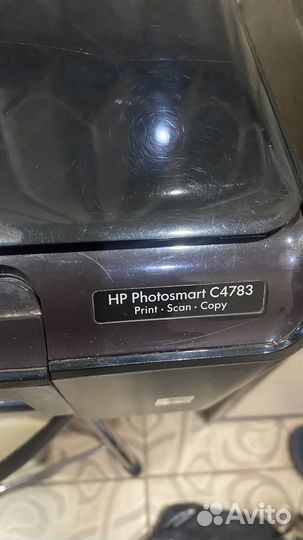 HP Photosmart C4783
Print · Scan · Copy
Avito